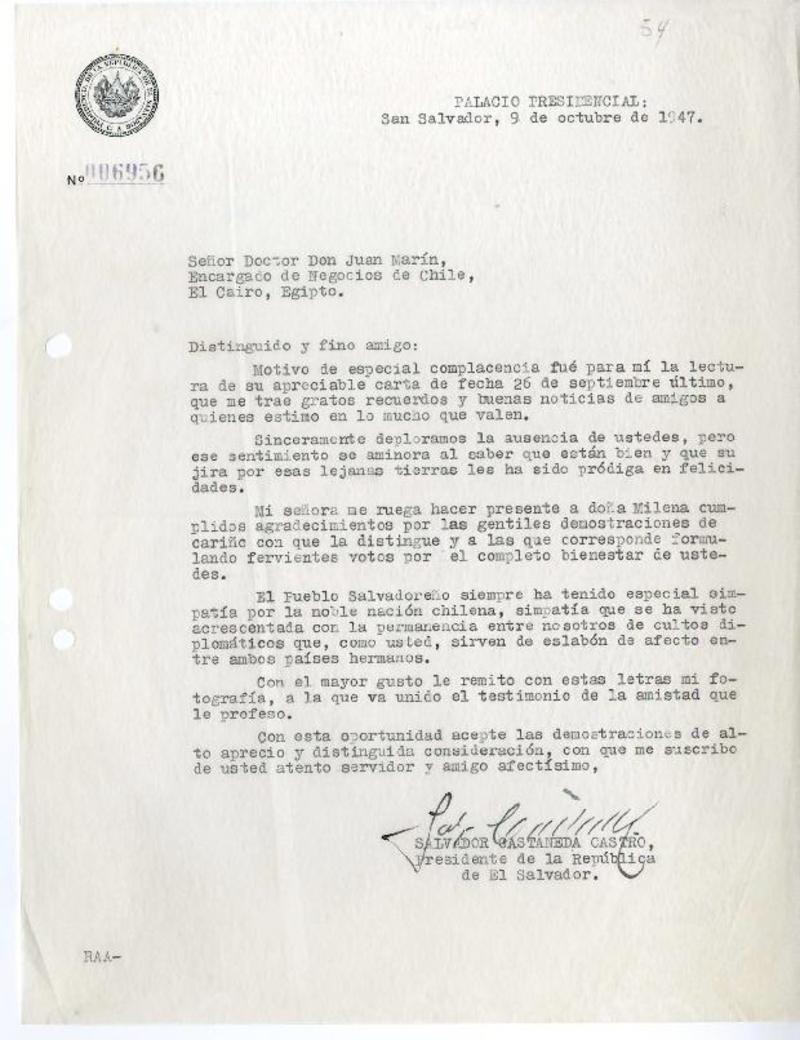 54
PALACIO PRESIDENCIAL:
San Salvador, 9 de octubre de 1947.
Nº 006956
Señor Doctor Don Juan Marín,
Encargado de Negocios de Chile,
El Cairo, Egipto.
Distinguido y fino amigo:
Motivo de especial complacencia fué para mí la lectu-
ra de su apreciable carta de fecha 26 de septiembre último,
que me trae gratos recuerdos y buenas noticias de amigos a
quienes estimo en lo mucho que valen.
Sinceramente deploramos la ausencia de ustedes, pero
ese sentimiento se aminora al saber que están bien y que su
jira por esas lejanas tierras les ha sido pródiga en felici-
dades.
Mi señora me ruega hacer presente a doña Milena cum-
plidos agradecimientos por las gentiles demostraciones de
cariño con que la distingue y a las que corresponde formu-
lando fervientes votos por el completo bienestar de uste-
des.
El Pueblo Salvadoreño siempre ha tenido especial sim-
patía por la noble nación chilena, simpatía que se ha visto
acrescentada con la permanencia entre nosotros de cultos di-
plomáticos que, como usted, sirven de eslabón de afecto en-
tre ambos países hermanos.
Con el mayor gusto le remito con estas letras mi fo-
tografía, a la que va unido el testimonio de la amistad que
le profeso.
Con esta oportunidad acepte las demostraciones de al-
to aprecio y distinguida consideración, con que me suscribo
de usted atento servidor y amigo afectísimo,
SALVADOR CASTANEDA CASTRO,
Presidente de la República
de El Salvador.
RAA-